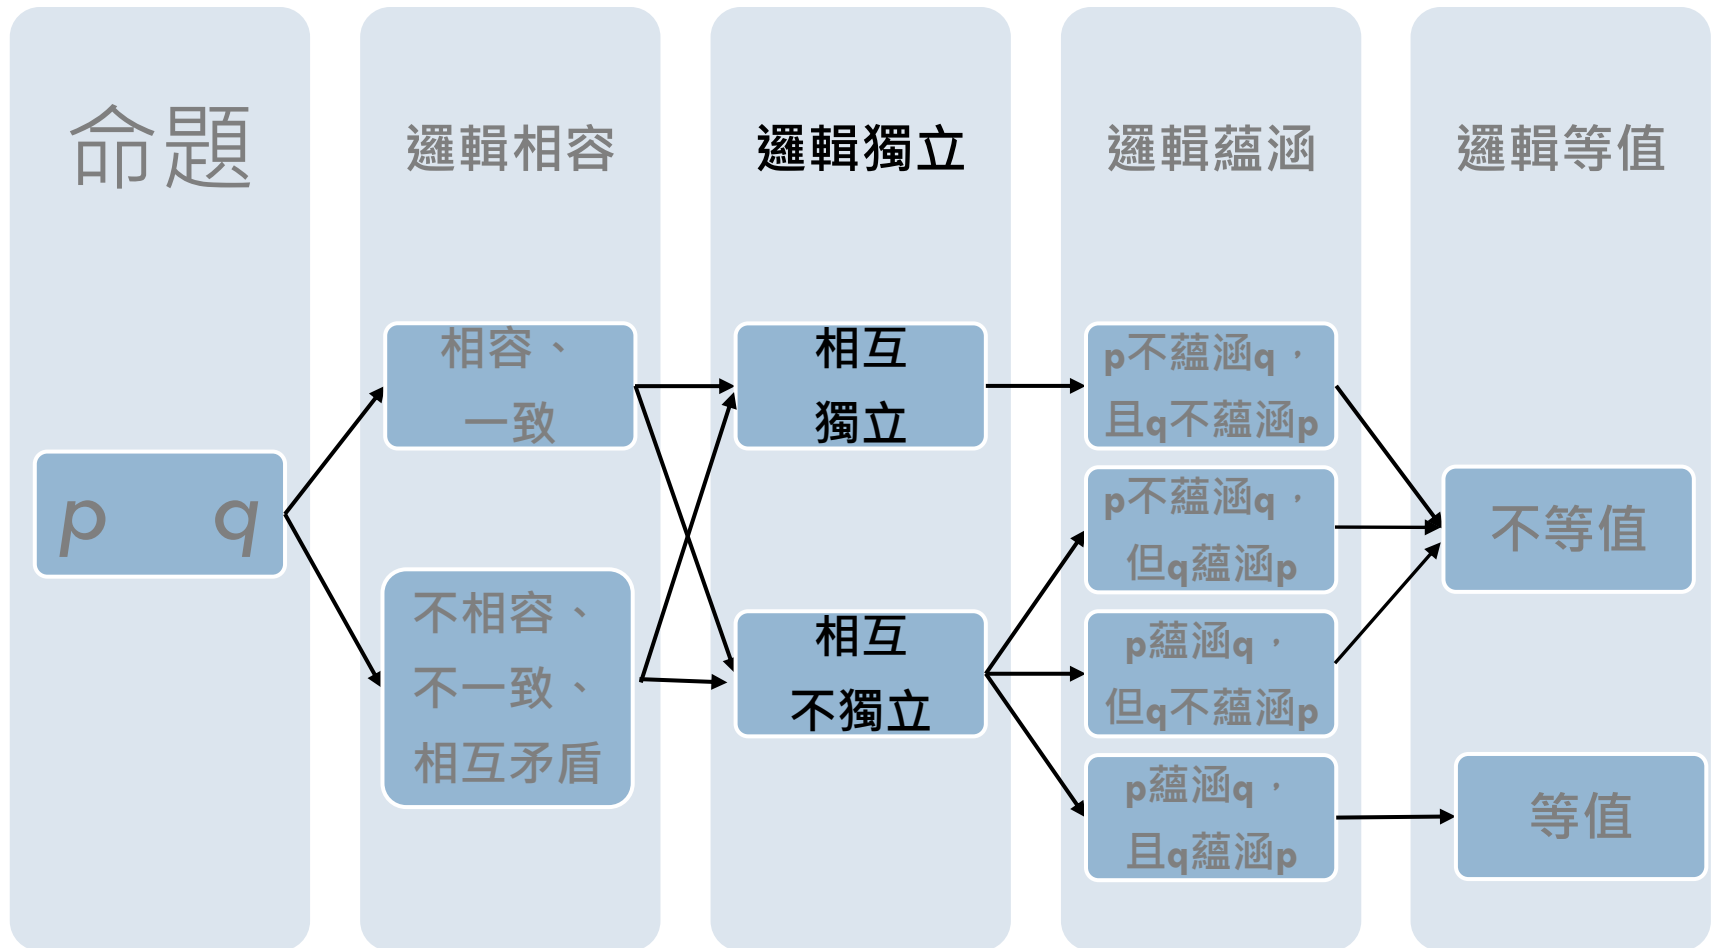 命題
邏輯相容
邏輯獨立
邏輯蘊涵
邏輯等值
p q
相容、
一致
不相容、
不一致、
相互矛盾
相互
獨立
相互
不獨立
p不蘊涵q，
且q不蘊涵p
p不蘊涵q，
但q蘊涵p
p蘊涵q，
但q不蘊涵p
p蘊涵q，
且q蘊涵p
不等值
等值